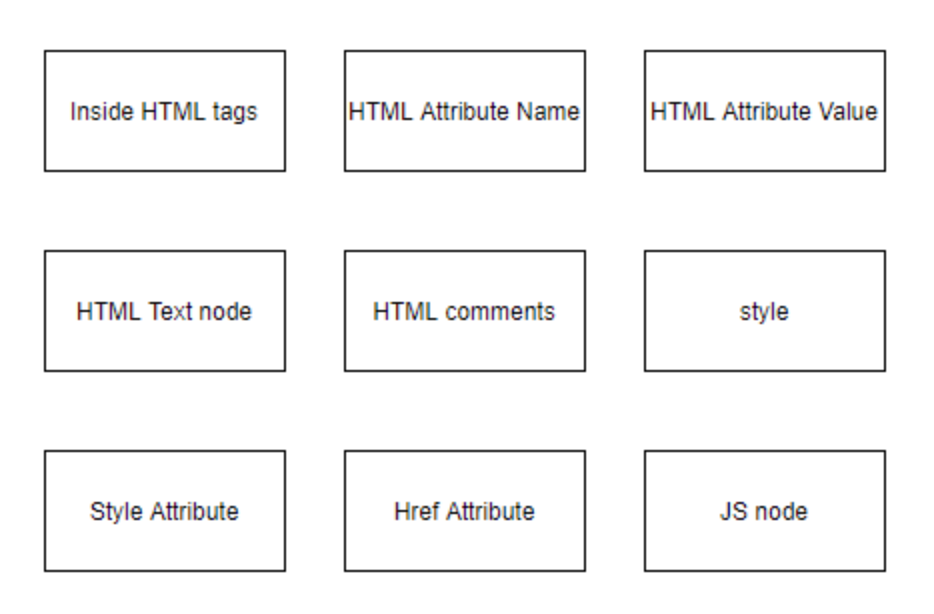 Inside HTML tags
HTML Attribute Name
HTML Attribute Value
HTML Text node
HTML comments
style
Style Attribute
Href Attribute
JS node